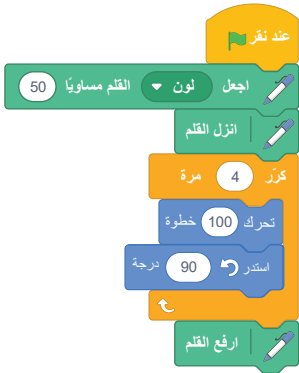 عند نقر
اجعل لون القلم مساويًا 50
انزل القلم
كرّر 4 مرة
تحرك 100 خطوة
استدر 90 درجة
ارفع القلم